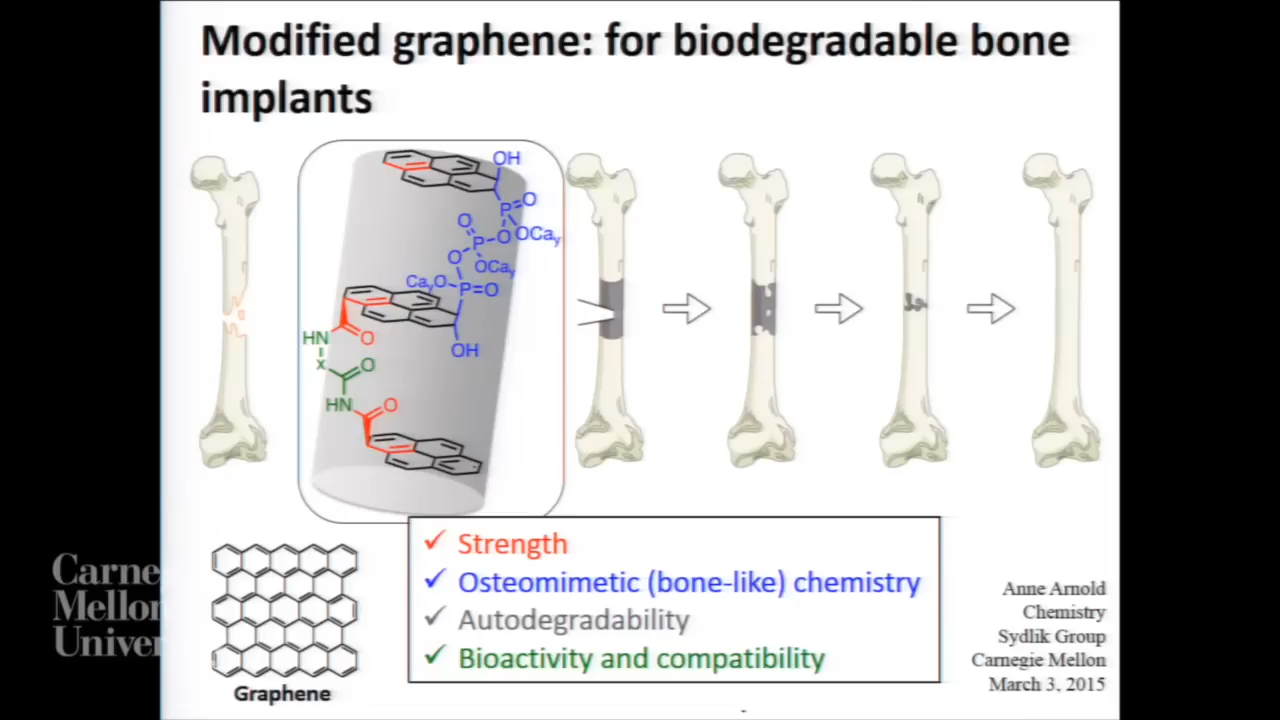 Modified graphene: for biodegradable bone
implants
OH
P
O
O
O
OCay
P
O
OCay
CayO
P
O
O
HN
OH
x
O
HN
O
✓ Strength
✓ Osteomimetic (bone-like) chemistry
✓ Autodegradability
✓ Bioactivity and compatibility
Carne
Mellon
Univer
Graphene
Anne Arnold
Chemistry
Sydlik Group
Carnegie Mellon
March 3, 2015